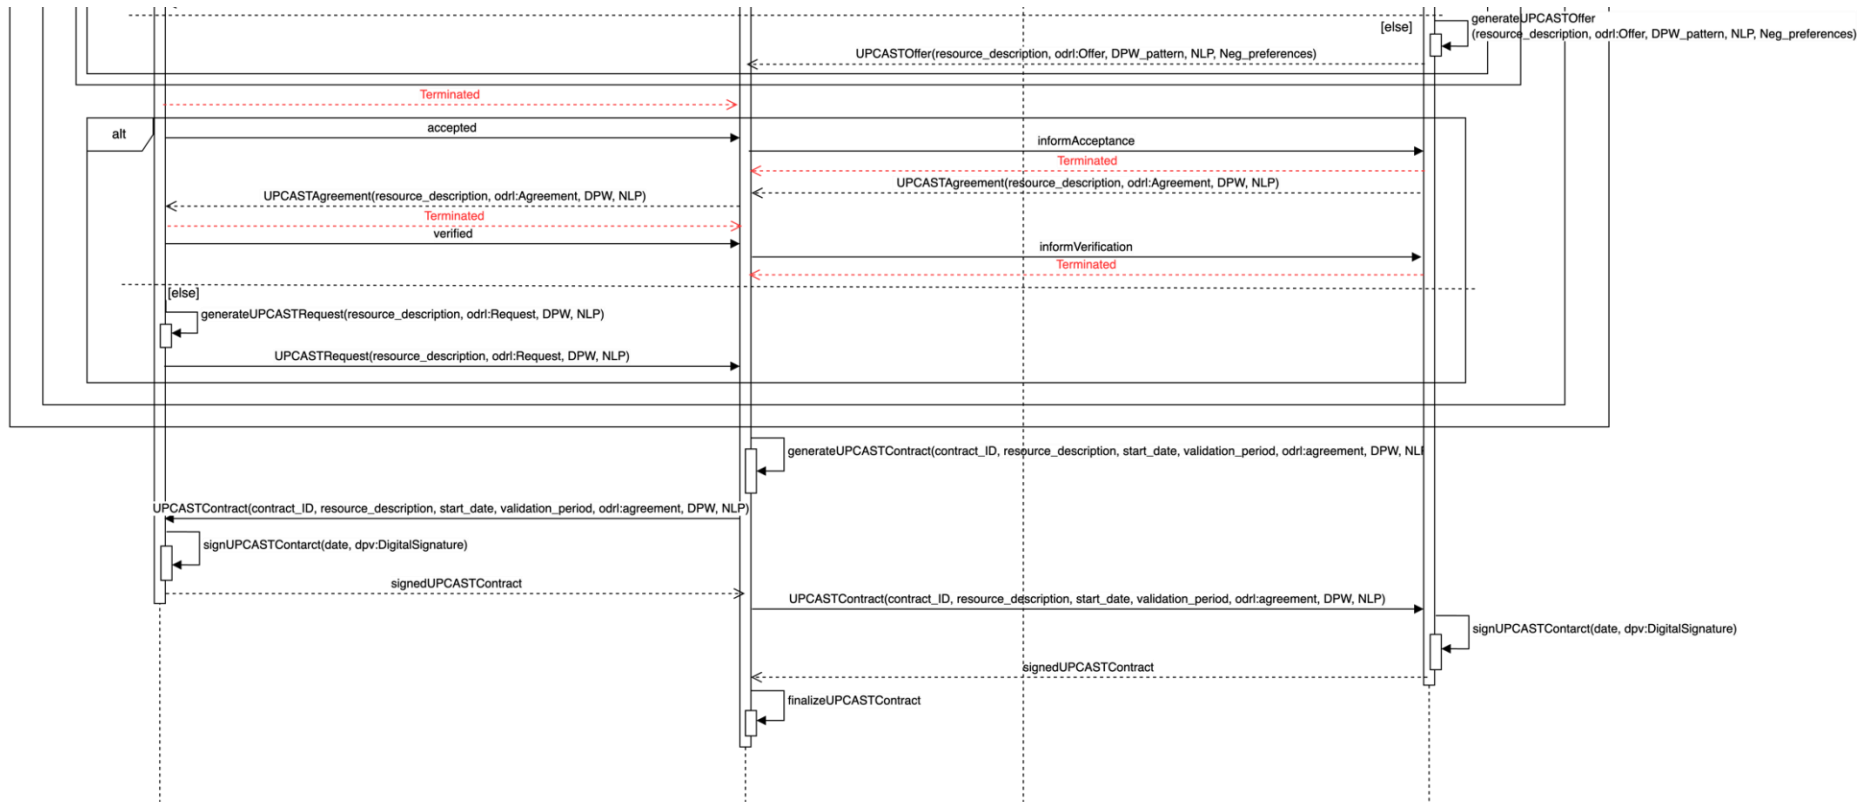 generateUPCASTOffer
[else]
(resource_description, odrl:Offer, DPW_pattern, NLP, Neg_preferences)
UPCASTOffer(resource_description, odrl:Offer, DPW_pattern, NLP, Neg_preferences)
Terminated
alt
accepted
informAcceptance
Terminated
UPCASTAgreement(resource_description, odrl:Agreement, DPW, NLP)
UPCASTAgreement(resource_description, odrl:Agreement, DPW, NLP)
Terminated
verified
informVerification
Terminated
[else]
generateUPCASTRequest(resource_description, odrl:Request, DPW, NLP)
UPCASTRequest(resource_description, odrl:Request, DPW, NLP)
generateUPCASTContract(contract_ID, resource_description, start_date, validation_period, odrl:agreement, DPW, NLP
UPCASTContract(contract_ID, resource_description, start_date, validation_period, odrl:agreement, DPW, NLP)
signUPCASTContarct(date, dpv:DigitalSignature)
signedUPCASTContract
UPCASTContract(contract_ID, resource_description, start_date, validation_period, odrl:agreement, DPW, NLP)
signUPCASTContarct(date, dpv:DigitalSignature)
signedUPCASTContract
finalizeUPCASTContract